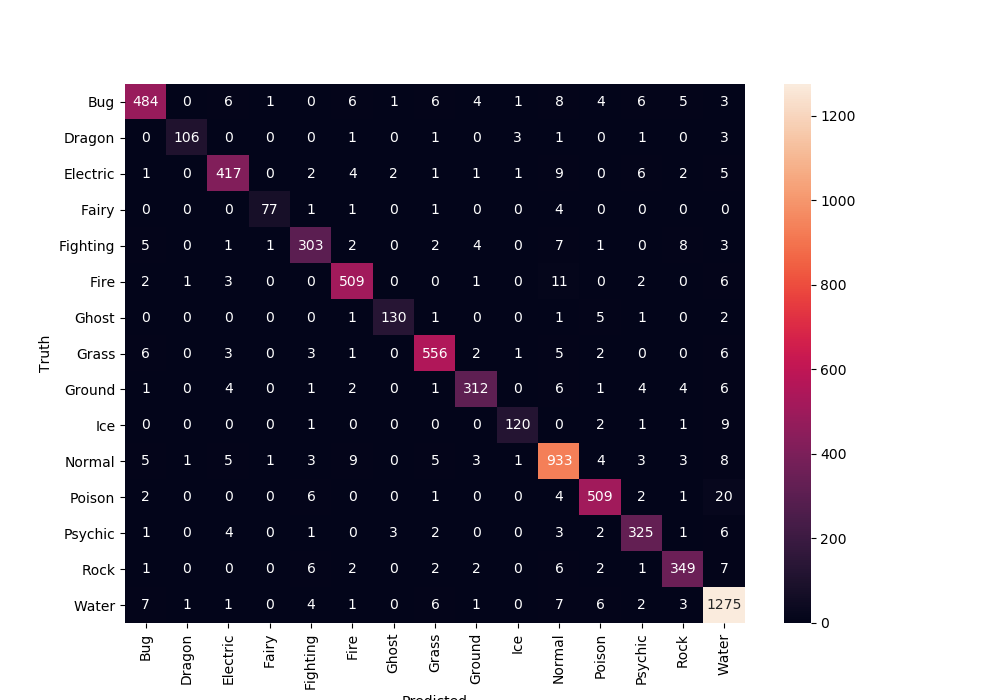 Bug 484 0 6 1 0 6 1 6 4 1 8 4 6 5 3
Dragon 0 106 0 0 0 1 0 1 0 3 1 0 1 0 3
Electric 1 0 417 0 2 4 2 1 1 1 9 0 6 2 5
Fairy 0 0 0 77 1 1 0 1 0 0 4 0 0 0 0
Fighting 5 0 1 1 303 2 0 2 4 0 7 1 0 8 3
Fire 2 1 3 0 0 509 0 0 1 0 11 0 2 0 6
Ghost 0 0 0 0 0 1 130 1 0 0 1 5 1 0 2
Grass 6 0 3 0 3 1 0 556 2 1 5 2 0 0 6
Ground 1 0 4 0 1 2 0 1 312 0 6 1 4 4 6
Ice 0 0 0 0 1 0 0 0 0 120 0 2 1 1 9
Normal 5 1 5 1 3 9 0 5 3 1 933 4 3 3 8
Poison 2 0 0 0 6 0 0 1 0 0 4 509 2 1 20
Psychic 1 0 4 0 1 0 3 2 0 0 3 2 325 1 6
Rock 1 0 0 0 6 2 0 2 2 0 6 2 1 349 7
Water 7 1 1 0 4 1 0 6 1 0 7 6 2 3 1275
Bug Dragon Electric Fairy Fighting Fire Ghost Grass Ground Ice Normal Poison Psychic Rock Water
Predicted
Truth
1200
1000
800
600
400
200
0